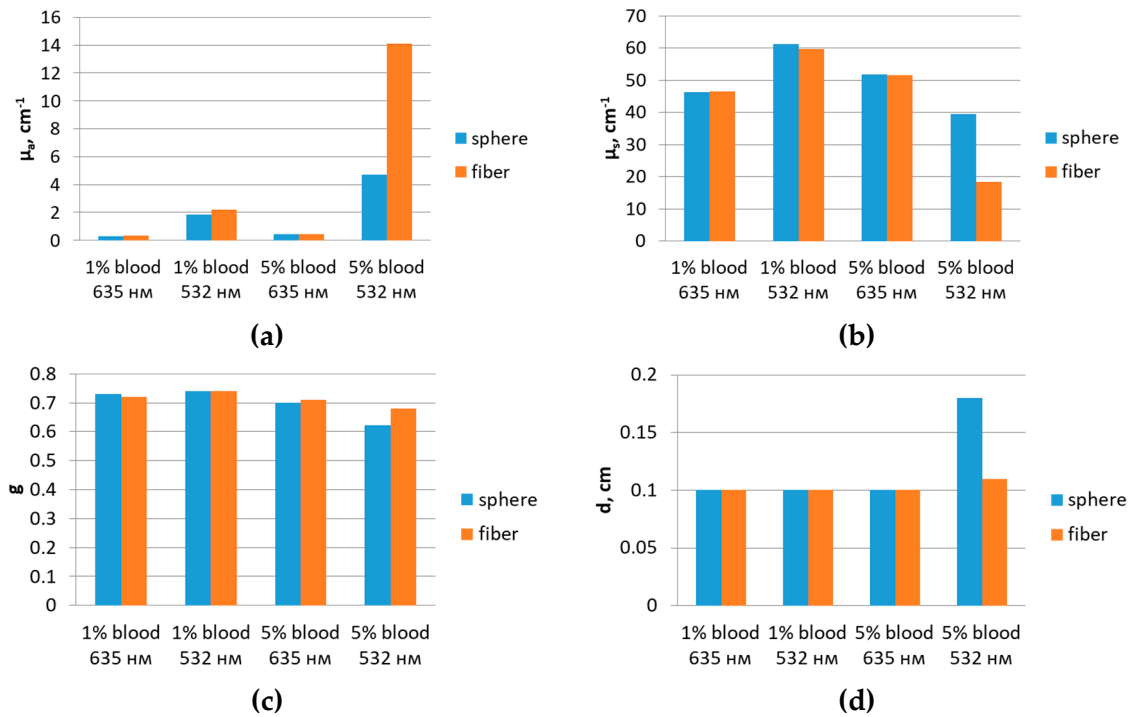 16
14
12
10
8
6
4
2
0
μa, cm-1
1% blood 1% blood 5% blood 5% blood
635 нм 532 нм 635 нм 532 нм
sphere
fiber
(a)
70
60
50
40
30
20
10
0
μs, cm-1
1% blood 1% blood 5% blood 5% blood
635 нм 532 нм 635 нм 532 нм
sphere
fiber
(b)
0.8
0.7
0.6
0.5
0.4
0.3
0.2
0.1
0
g
1% blood 1% blood 5% blood 5% blood
635 нм 532 нм 635 нм 532 нм
sphere
fiber
(c)
0.2
0.15
0.1
0.05
0
d, cm
1% blood 1% blood 5% blood 5% blood
635 нм 532 нм 635 нм 532 нм
sphere
fiber
(d)